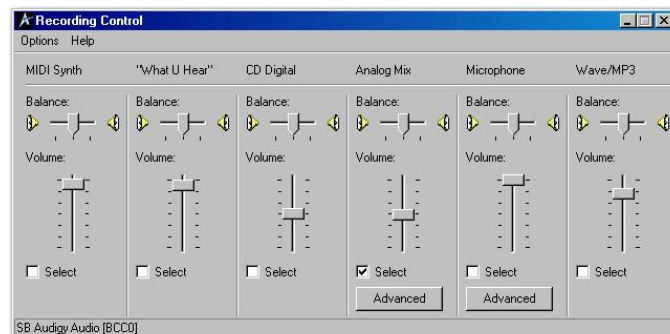 Recording Control
Options Help
MIDI Synth "What U Hear" CD Digital Analog Mix Microphone Wave/MP3
Balance: Balance: Balance: Balance: Balance: Balance:
Volume: Volume: Volume: Volume: Volume: Volume:
Select Select Select Select Select Select
Advanced Advanced
SB Audigy Audio [BCC0]